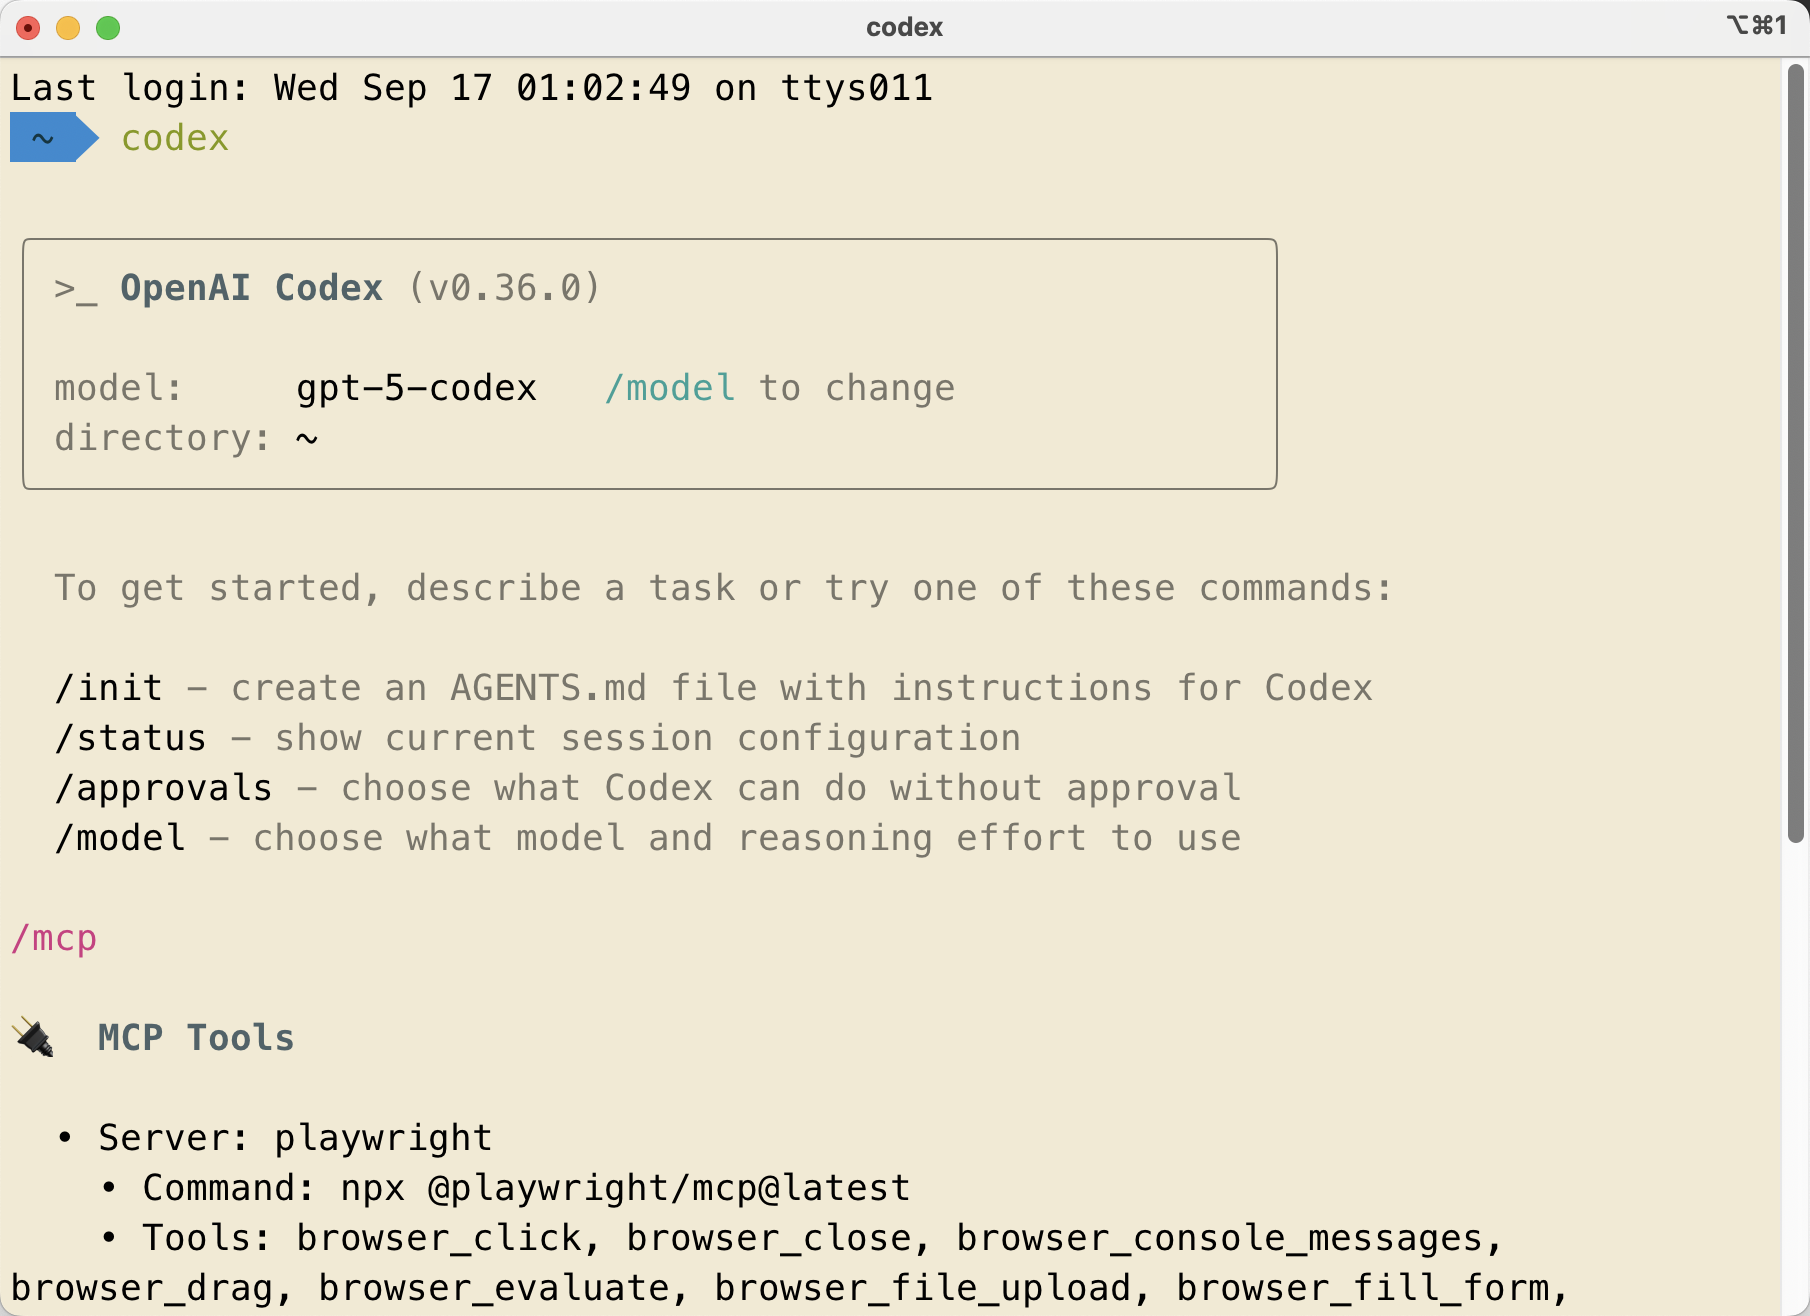 codex
⌥⌘1
Last login: Wed Sep 17 01:02:49 on ttys011
~ codex
>_ OpenAI Codex (v0.36.0)
model:     gpt-5-codex   /model to change
directory: ~
To get started, describe a task or try one of these commands:
/init - create an AGENTS.md file with instructions for Codex
/status - show current session configuration
/approvals - choose what Codex can do without approval
/model - choose what model and reasoning effort to use
/mcp
🔌  MCP Tools
• Server: playwright
• Command: npx @playwright/mcp@latest
• Tools: browser_click, browser_close, browser_console_messages,
browser_drag, browser_evaluate, browser_file_upload, browser_fill_form,